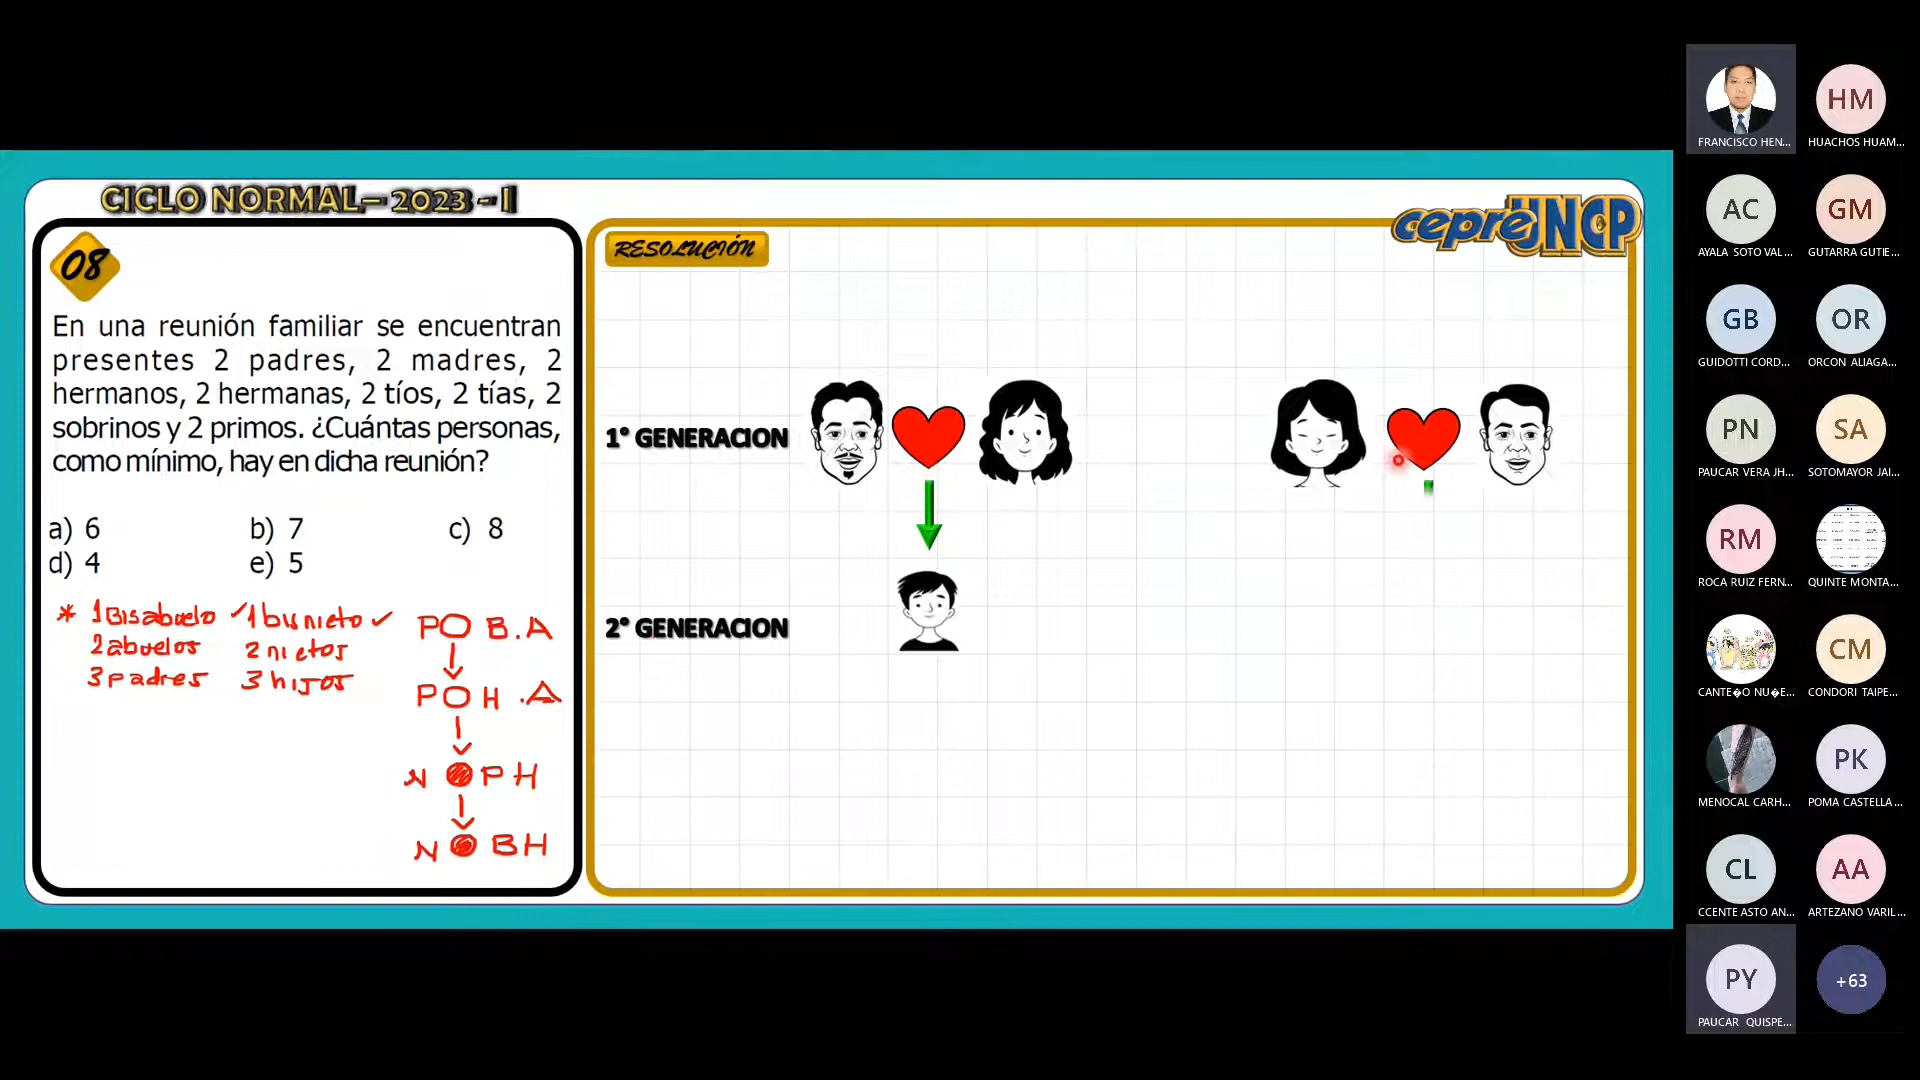 CICLO NORMAL– 2023 - I
cepreUNCP
08
En una reunión familiar se encuentran
presentes 2 padres, 2 madres, 2
hermanos, 2 hermanas, 2 tíos, 2 tías, 2
sobrinos y 2 primos. ¿Cuántas personas,
como mínimo, hay en dicha reunión?
a) 6 b) 7 c) 8
d) 4 e) 5
* 1 Bisabuelo ✓ 1 bisnieto ✓
2 abuelos 2 nietos
3 padres 3 hijos
P B.A
P H .A
N P H
N B H
RESOLUCIÓN
1° GENERACION
2° GENERACION
FRANCISCO HEN...
HM
HUACHOS HUAM...
AC
AYALA SOTO VAL...
GM
GUTARRA GUTIE...
GB
GUIDOTTI CORD...
OR
ORCON ALIAGA...
PN
PAUCAR VERA JH...
SA
SOTOMAYOR JAI...
RM
ROCA RUIZ FERN...
QUINTE MONTA...
CANTE�O NU�E...
CM
CONDORI TAIPE...
MENOCAL CARH...
PK
POMA CASTELLA...
CL
CCENTE ASTO AN...
AA
ARTEZANO VARIL...
PY
PAUCAR QUISPE...
+63